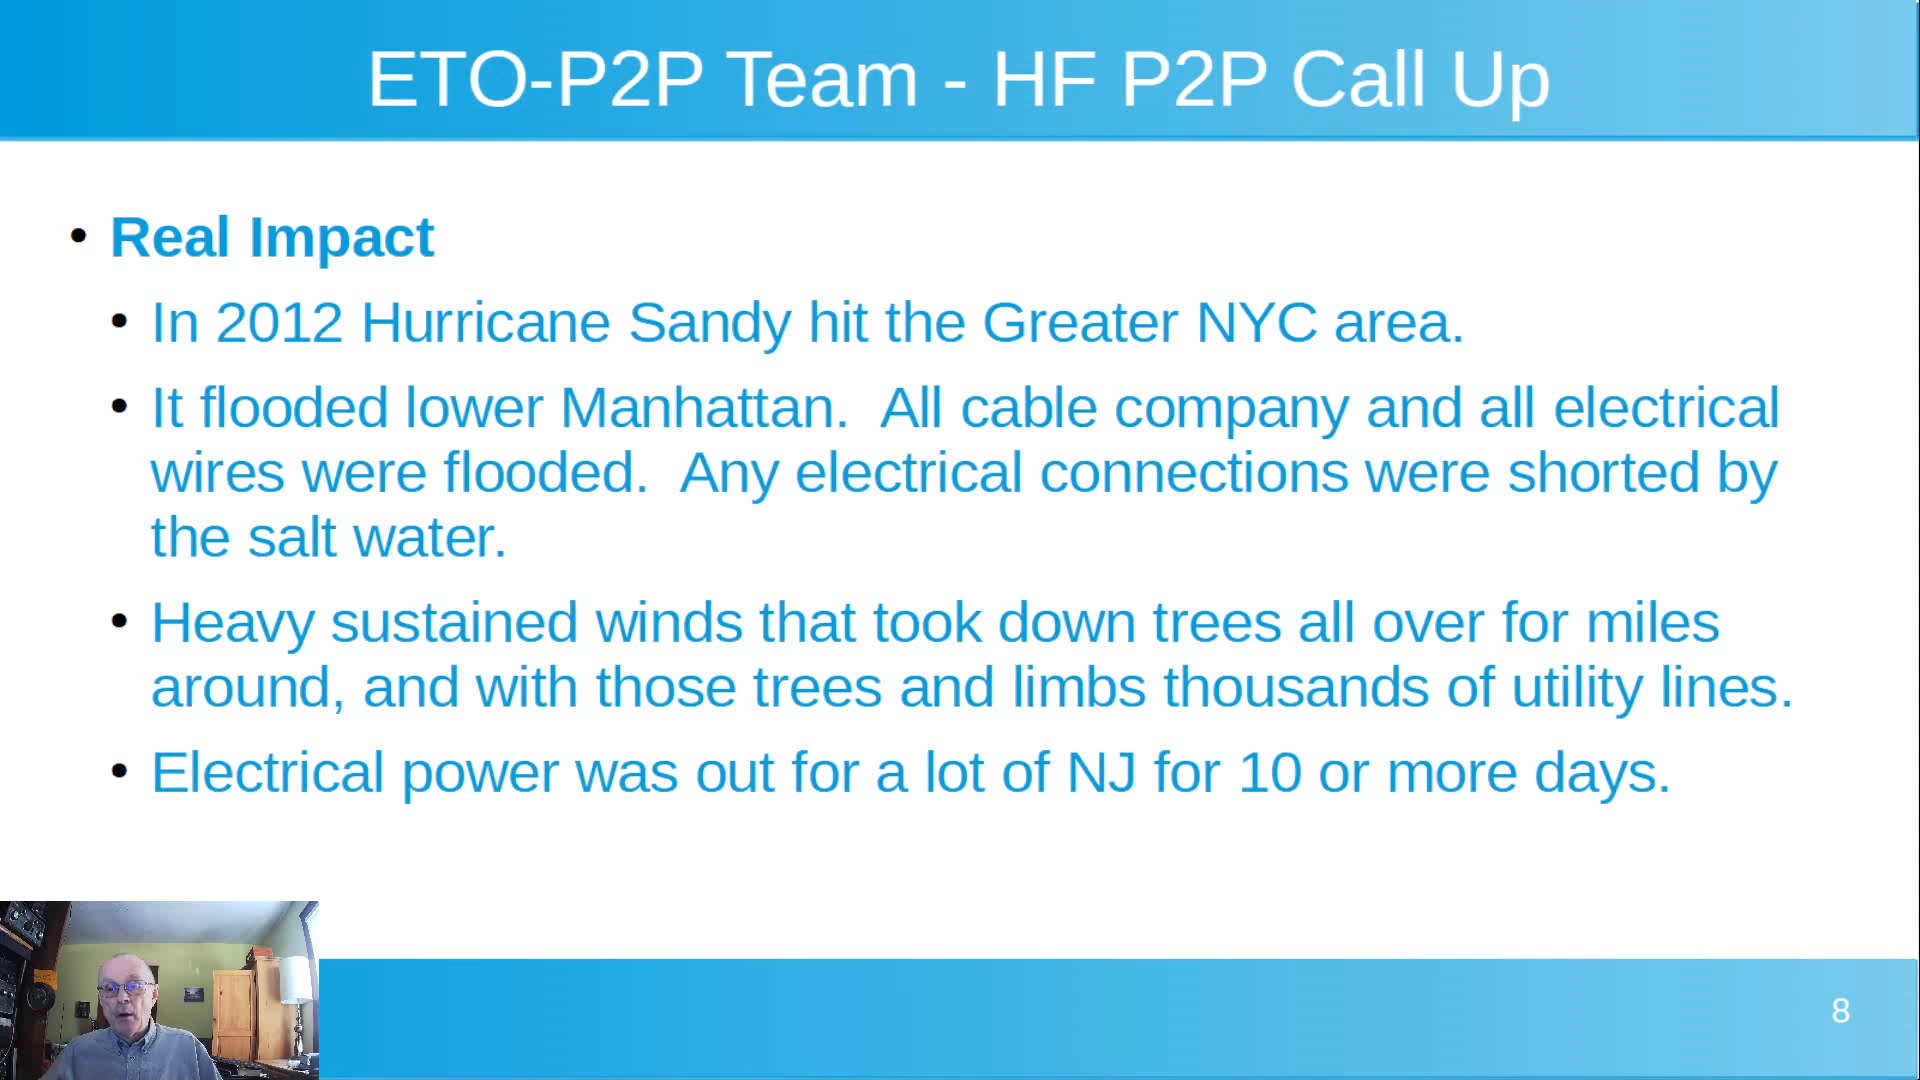 ETO-P2P Team - HF P2P Call Up
• Real Impact
• In 2012 Hurricane Sandy hit the Greater NYC area.
• It flooded lower Manhattan.  All cable company and all electrical
wires were flooded.  Any electrical connections were shorted by
the salt water.
• Heavy sustained winds that took down trees all over for miles
around, and with those trees and limbs thousands of utility lines.
• Electrical power was out for a lot of NJ for 10 or more days.
8